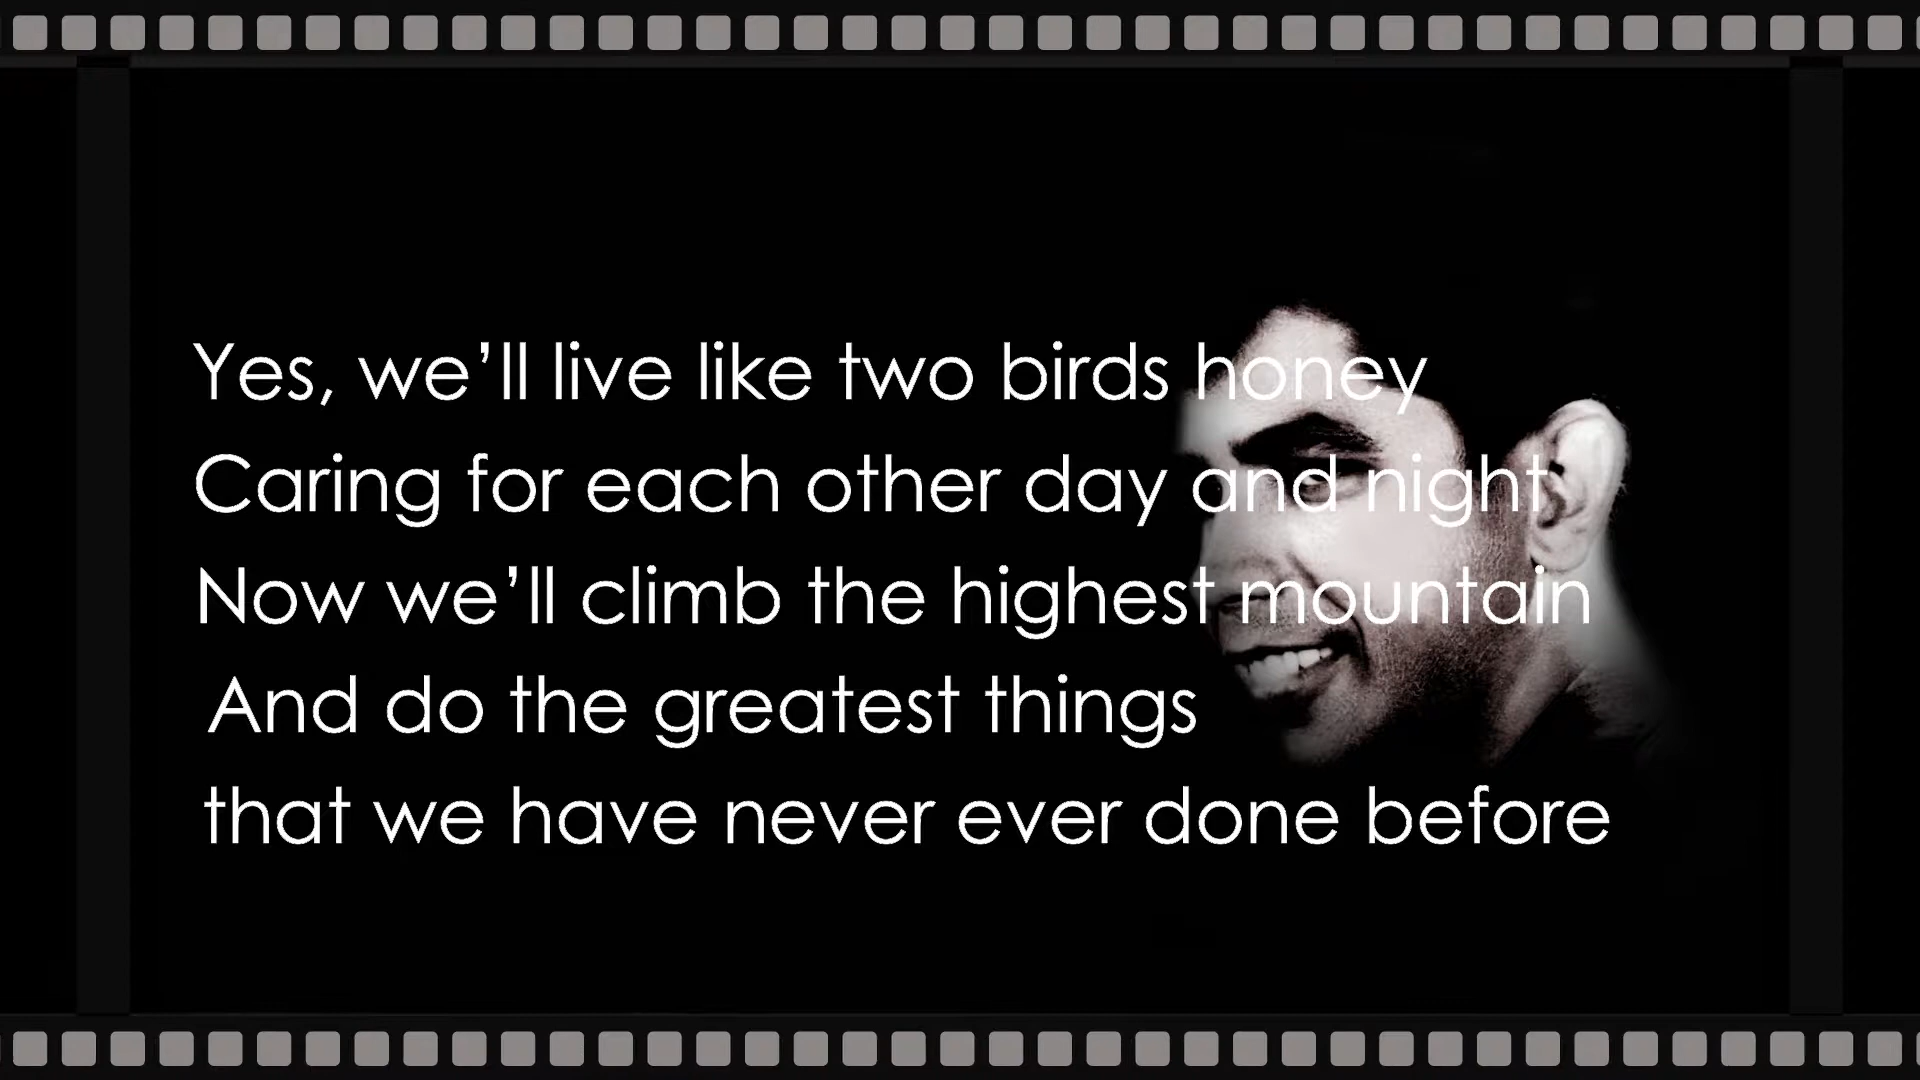 Yes, we’ll live like two birds honey
Caring for each other day and night
Now we’ll climb the highest mountain
And do the greatest things
that we have never ever done before